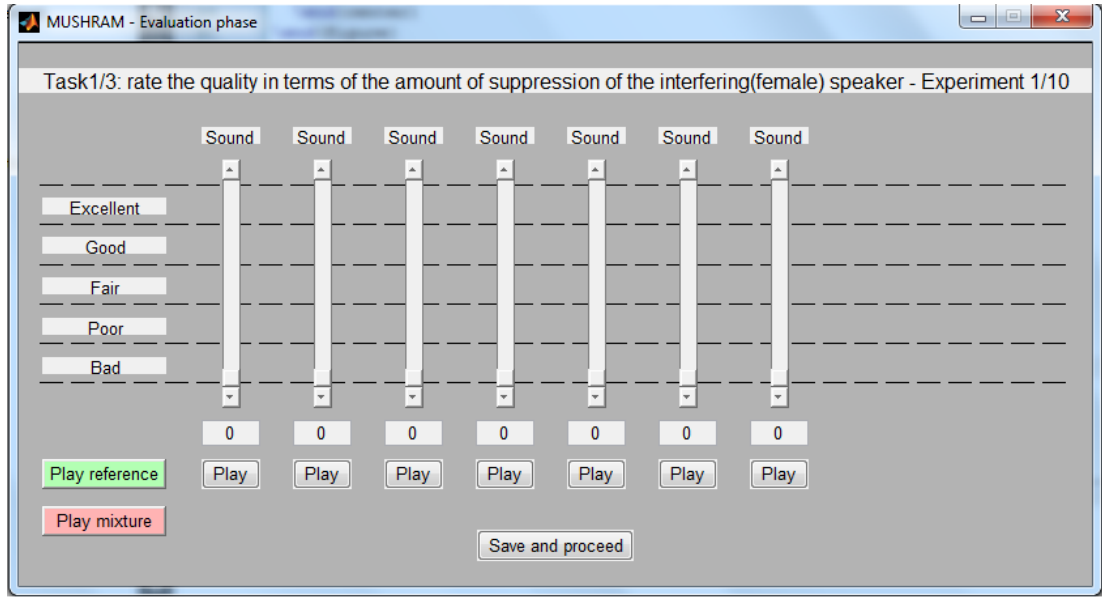 MUSHRAM - Evaluation phase
Task1/3: rate the quality in terms of the amount of suppression of the interfering(female) speaker - Experiment 1/10
Sound Sound Sound Sound Sound Sound Sound
Excellent
Good
Fair
Poor
Bad
0 0 0 0 0 0 0
Play reference Play Play Play Play Play Play Play
Play mixture
Save and proceed